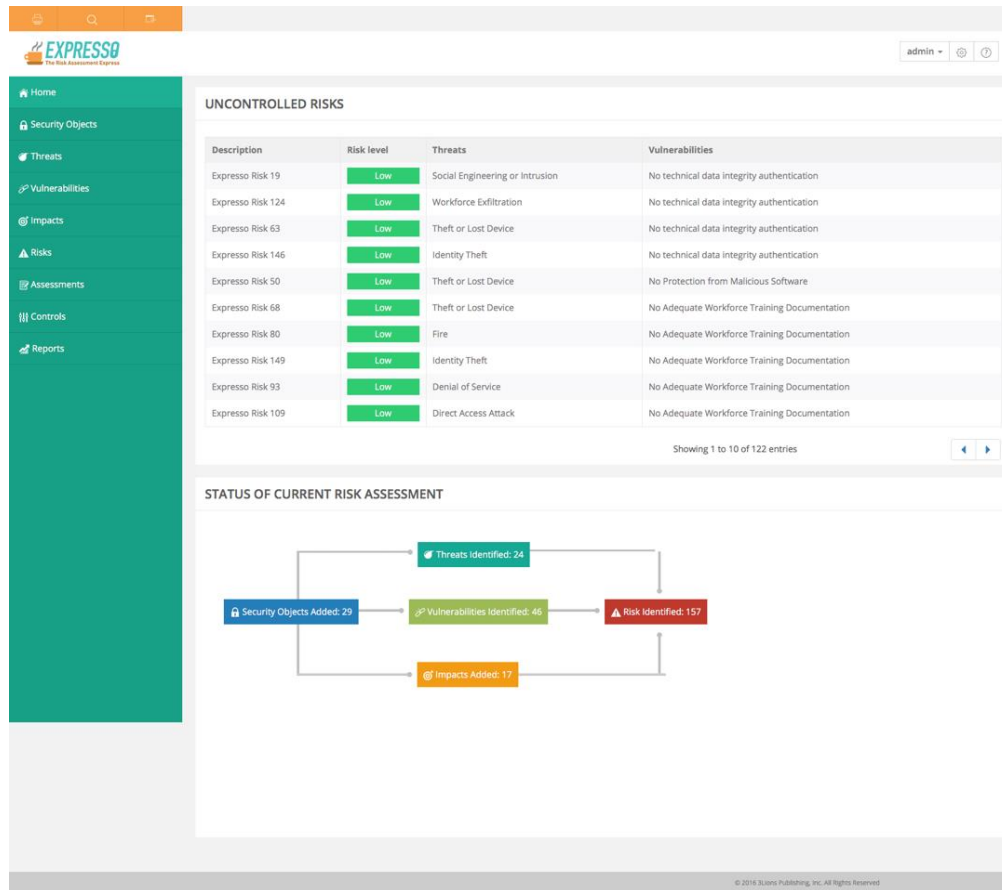 EXPRESSO
The Risk Assessment Express
admin
Home
Security Objects
Threats
Vulnerabilities
Impacts
Risks
Assessments
Controls
Reports
UNCONTROLLED RISKS
Description Risk level Threats Vulnerabilities
Expresso Risk 19 Low Social Engineering or Intrusion No technical data integrity authentication
Expresso Risk 124 Low Workforce Exfiltration No technical data integrity authentication
Expresso Risk 63 Low Theft or Lost Device No technical data integrity authentication
Expresso Risk 146 Low Identity Theft No technical data integrity authentication
Expresso Risk 50 Low Theft or Lost Device No Protection from Malicious Software
Expresso Risk 68 Low Theft or Lost Device No Adequate Workforce Training Documentation
Expresso Risk 80 Low Fire No Adequate Workforce Training Documentation
Expresso Risk 149 Low Identity Theft No Adequate Workforce Training Documentation
Expresso Risk 93 Low Denial of Service No Adequate Workforce Training Documentation
Expresso Risk 109 Low Direct Access Attack No Adequate Workforce Training Documentation
Showing 1 to 10 of 122 entries
STATUS OF CURRENT RISK ASSESSMENT
Threats Identified: 24
Security Objects Added: 29
Vulnerabilities Identified: 46
Risk Identified: 157
Impacts Added: 17
© 2016 3Lions Publishing, Inc, All Rights Reserved